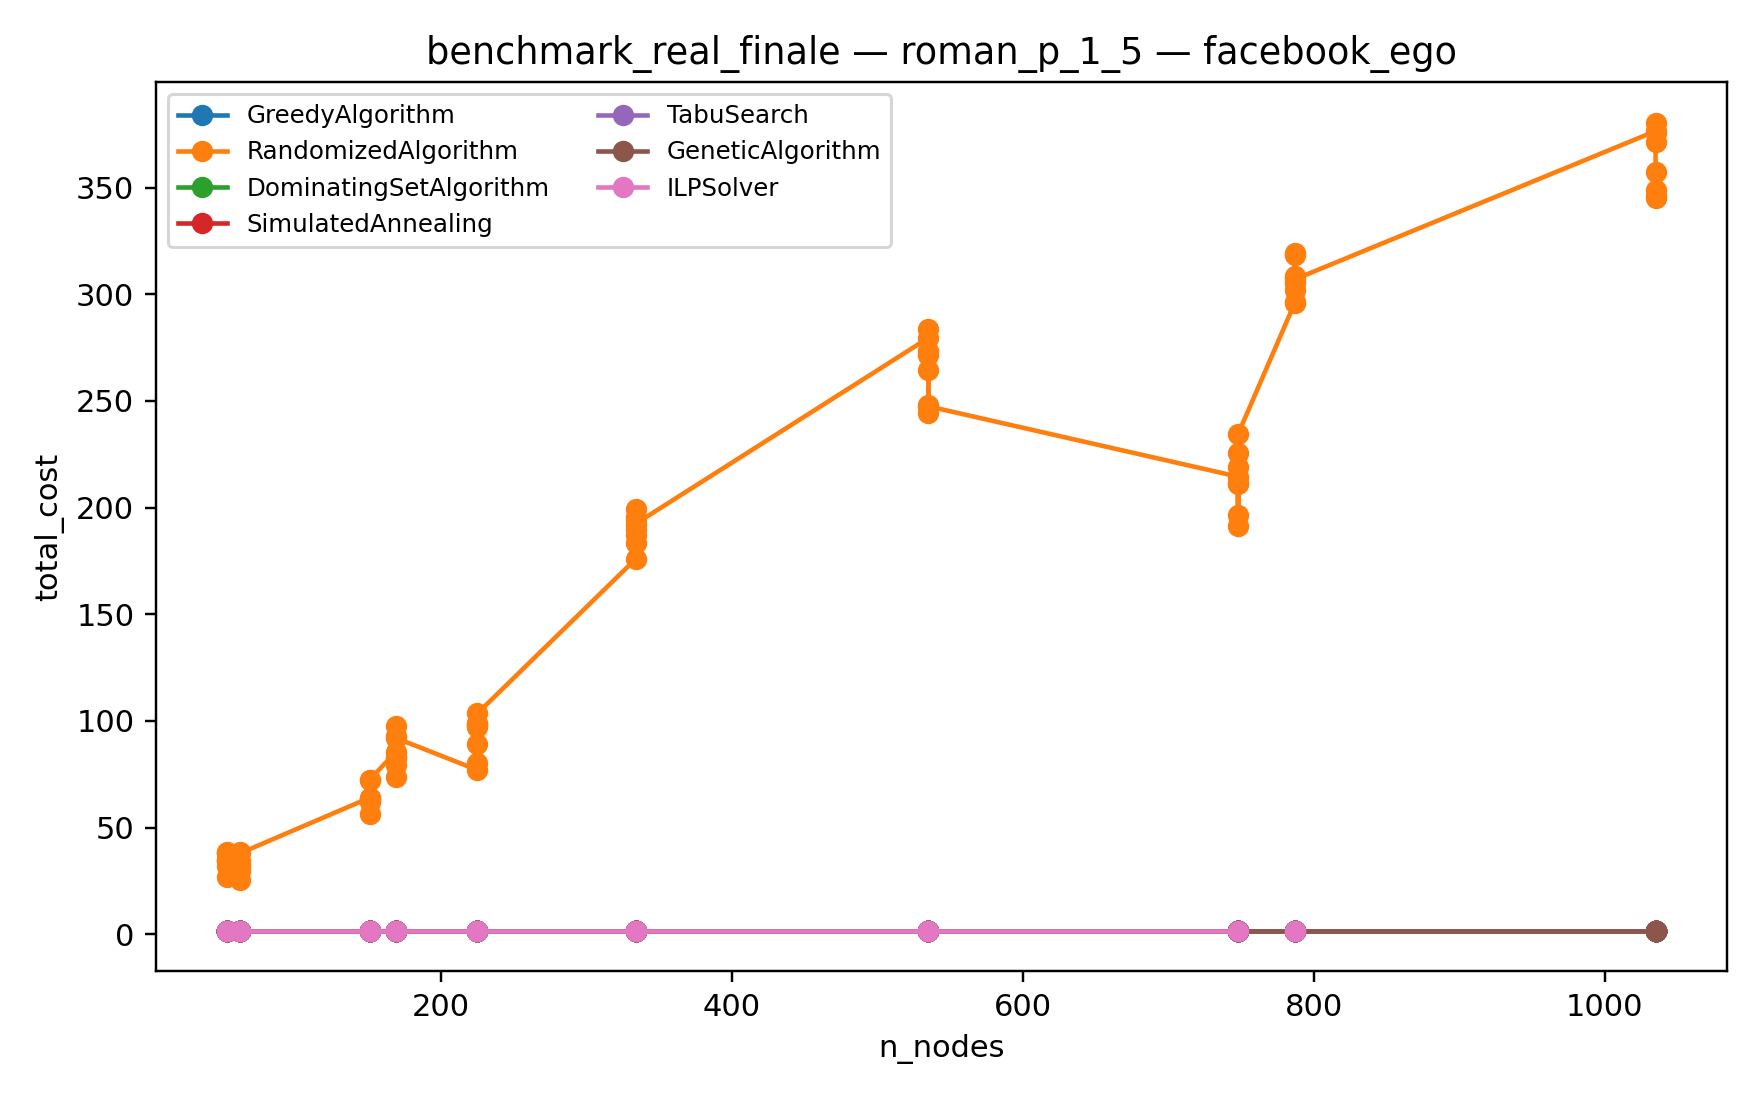 benchmark_real_finale — roman_p_1_5 — facebook_ego
GreedyAlgorithm
RandomizedAlgorithm
DominatingSetAlgorithm
SimulatedAnnealing
TabuSearch
GeneticAlgorithm
ILPSolver
total_cost
350
300
250
200
150
100
50
0
200 400 600 800 1000
n_nodes